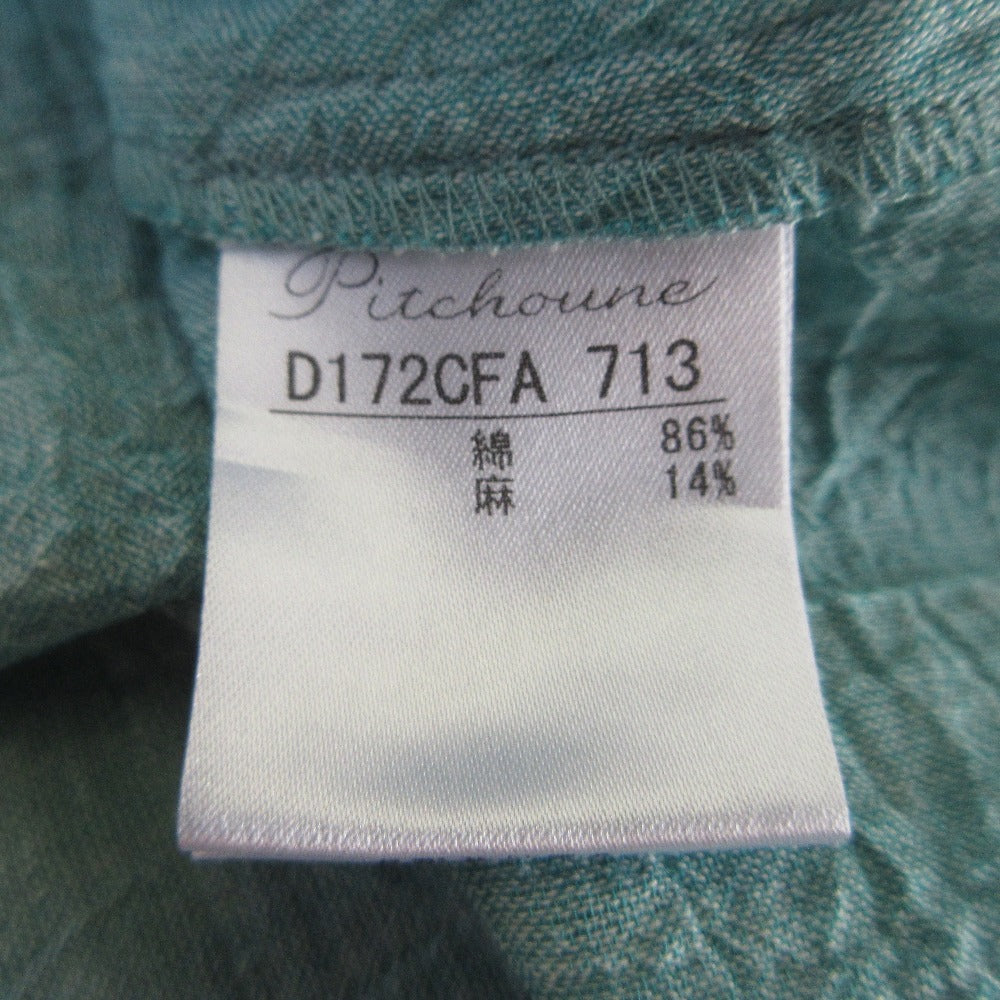 Pitchoune
D172CFA 713
綿 86%
麻 14%